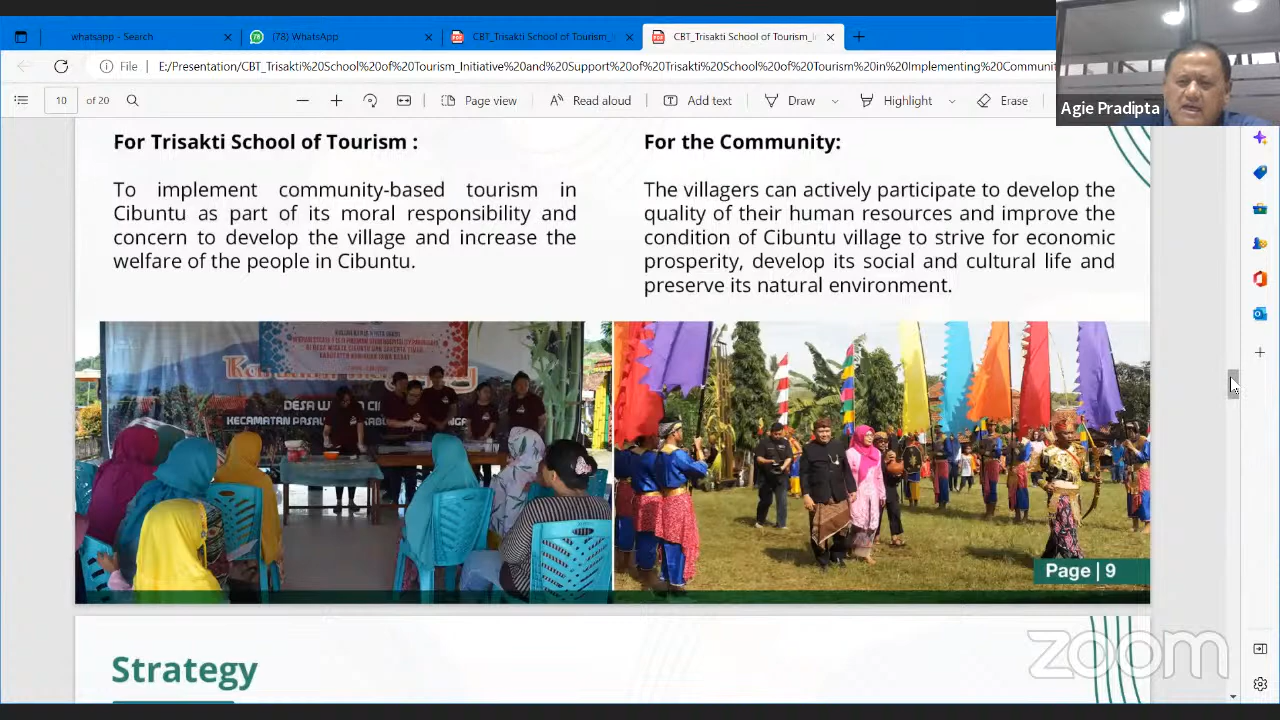 whatsapp - Search
(78) WhatsApp
CBT_Trisakti School of Tourism_
CBT_Trisakti School of Tourism_I
File
E:/Presentation/CBT_Trisakti%20School%20of%20Tourism_Initiative%20and%20Support%20of%20Trisakti%20School%20of%20Tourism%20in%20Implementing%20Communi
Agie Pradipta
10 of 20
Page view
Read aloud
Add text
Draw
Highlight
Erase
For Trisakti School of Tourism :
To implement community-based tourism in
Cibuntu as part of its moral responsibility and
concern to develop the village and increase the
welfare of the people in Cibuntu.
For the Community:
The villagers can actively participate to develop the
quality of their human resources and improve the
condition of Cibuntu village to strive for economic
prosperity, develop its social and cultural life and
preserve its natural environment.
KECAMATAN
Page | 9
zoom
Strategy